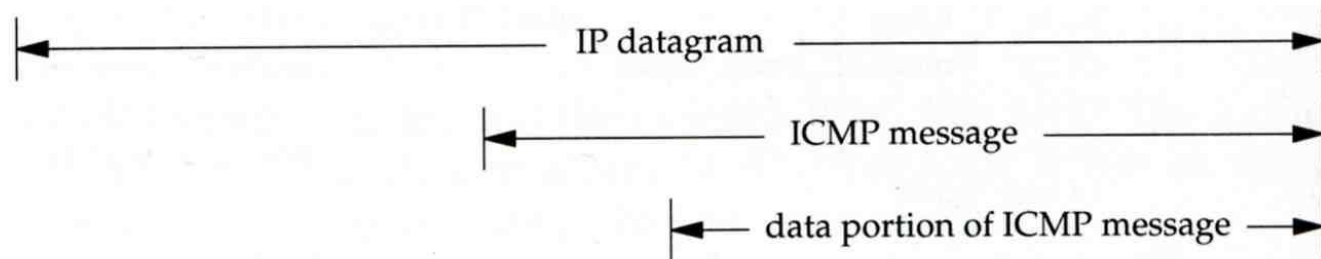 IP datagram
ICMP message
data portion of ICMP message